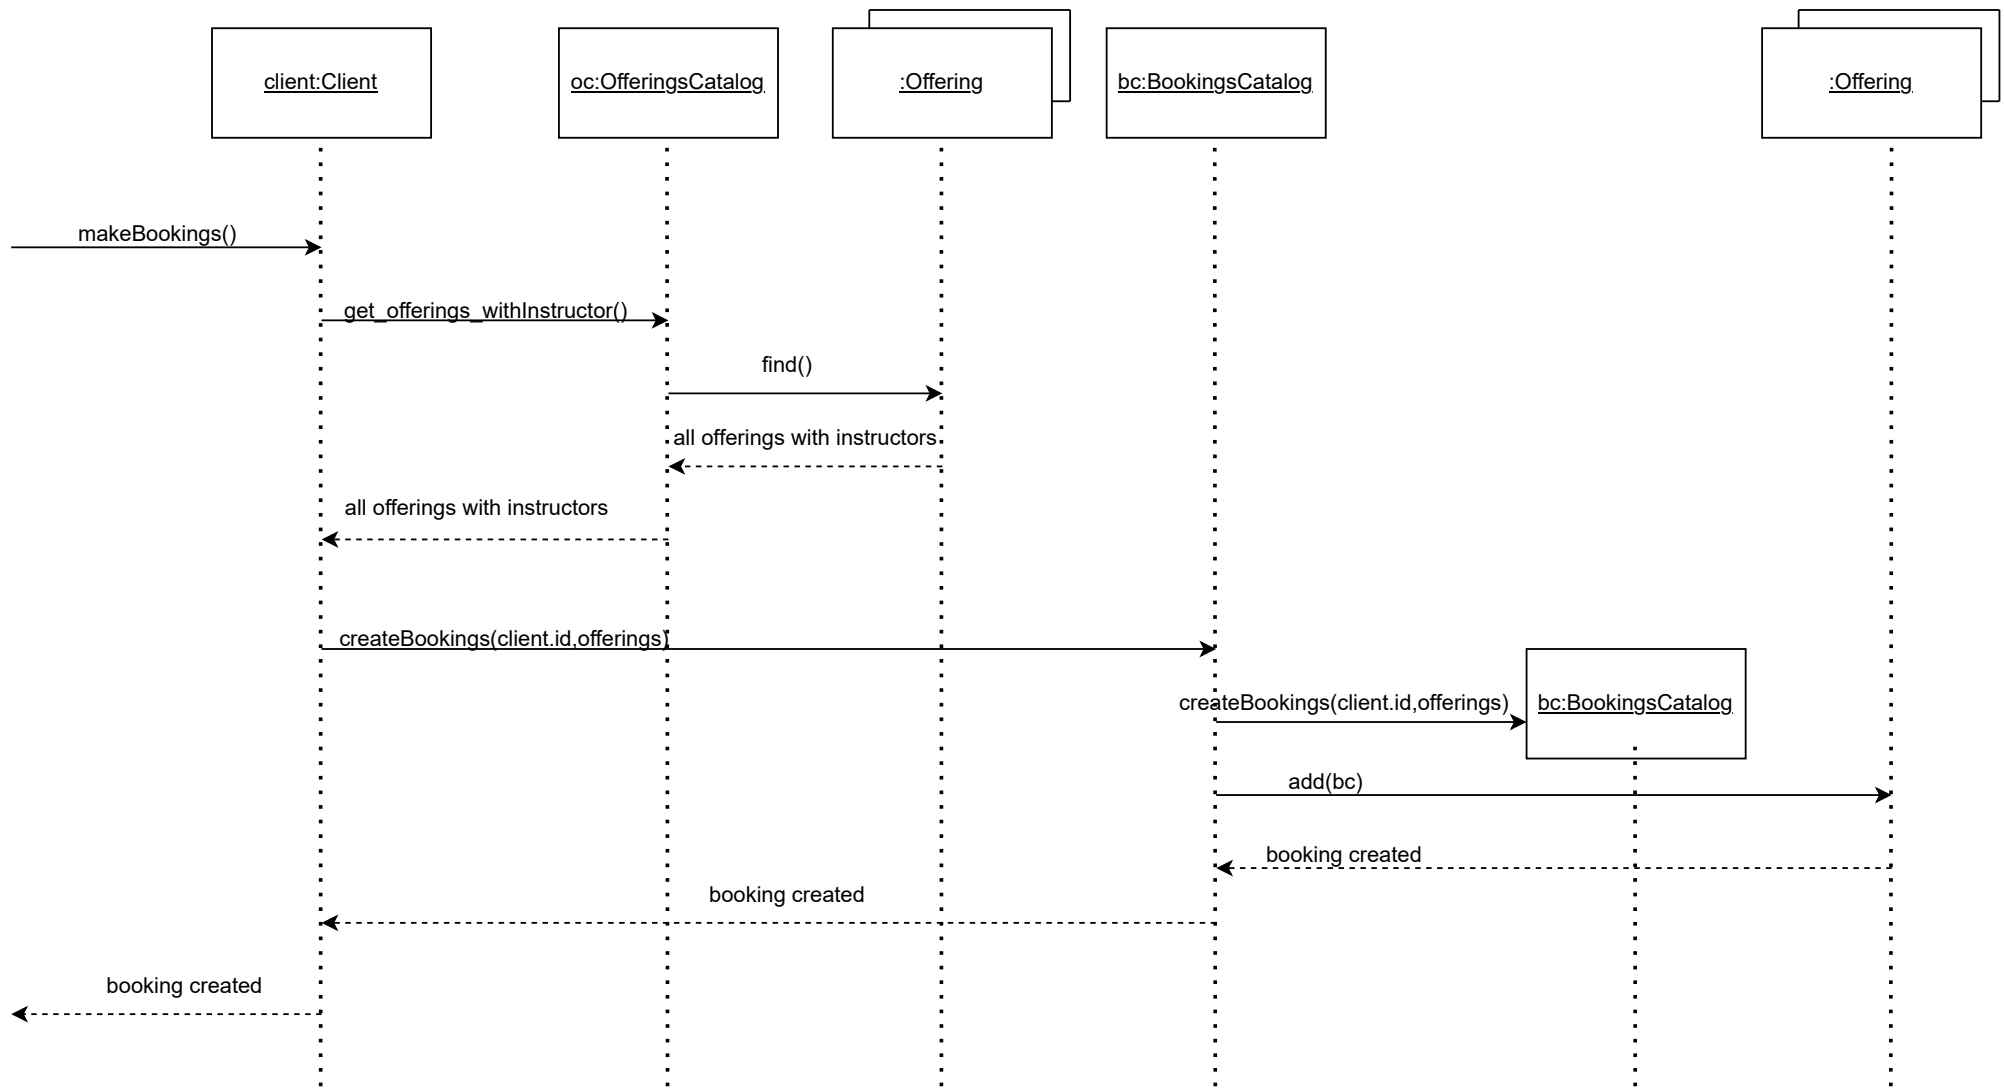 client:Client
oc:OfferingsCatalog
:Offering
bc:BookingsCatalog
:Offering
makeBookings()
get_offerings_withInstructor()
find()
all offerings with instructors
all offerings with instructors
createBookings(client.id,offerings)
createBookings(client.id,offerings)
bc:BookingsCatalog
add(bc)
booking created
booking created
booking created